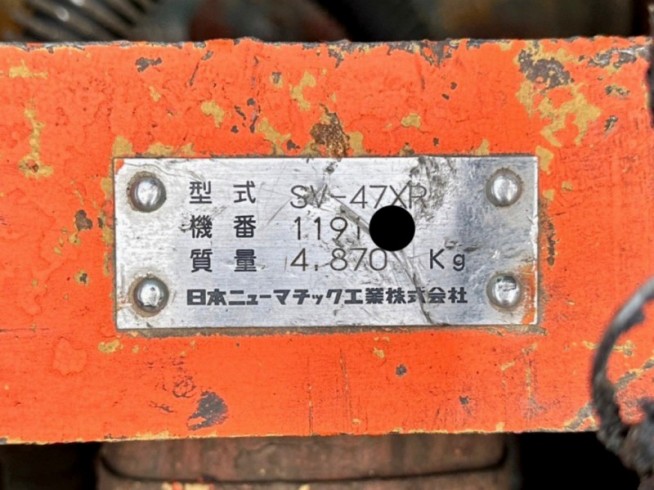 型式 SV-47XR
機番 1191
質量 4.870 Kg
日本ニューマチック工業株式会社